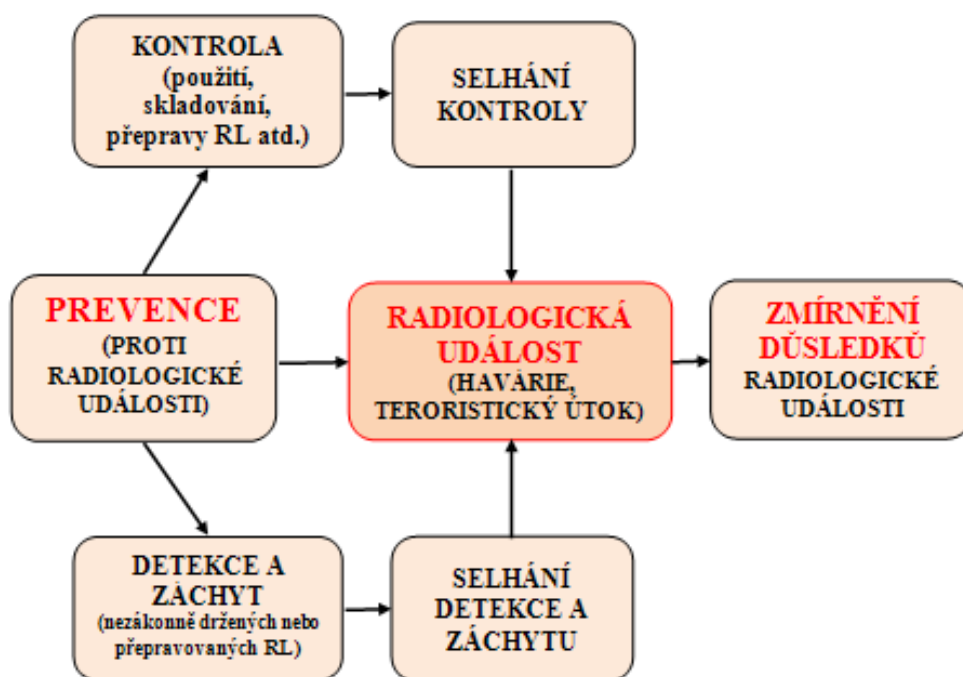 KONTROLA
(použití,
skladování,
přepravy RL atd.)
SELHÁNÍ
KONTROLY
PREVENCE
(PROTI
RADIOLOGICKÉ
UDÁLOSTI)
RADIOLOGICKÁ
UDÁLOST
(HAVÁRIE,
TERORISTICKÝ ÚTOK)
ZMÍRNĚNÍ
DŮSLEDKŮ
RADIOLOGICKÉ
UDÁLOSTI
DETEKCE A
ZÁCHYT
(nezákonně držených nebo
přepravovaných RL)
SELHÁNÍ
DETEKCE A
ZÁCHYTU